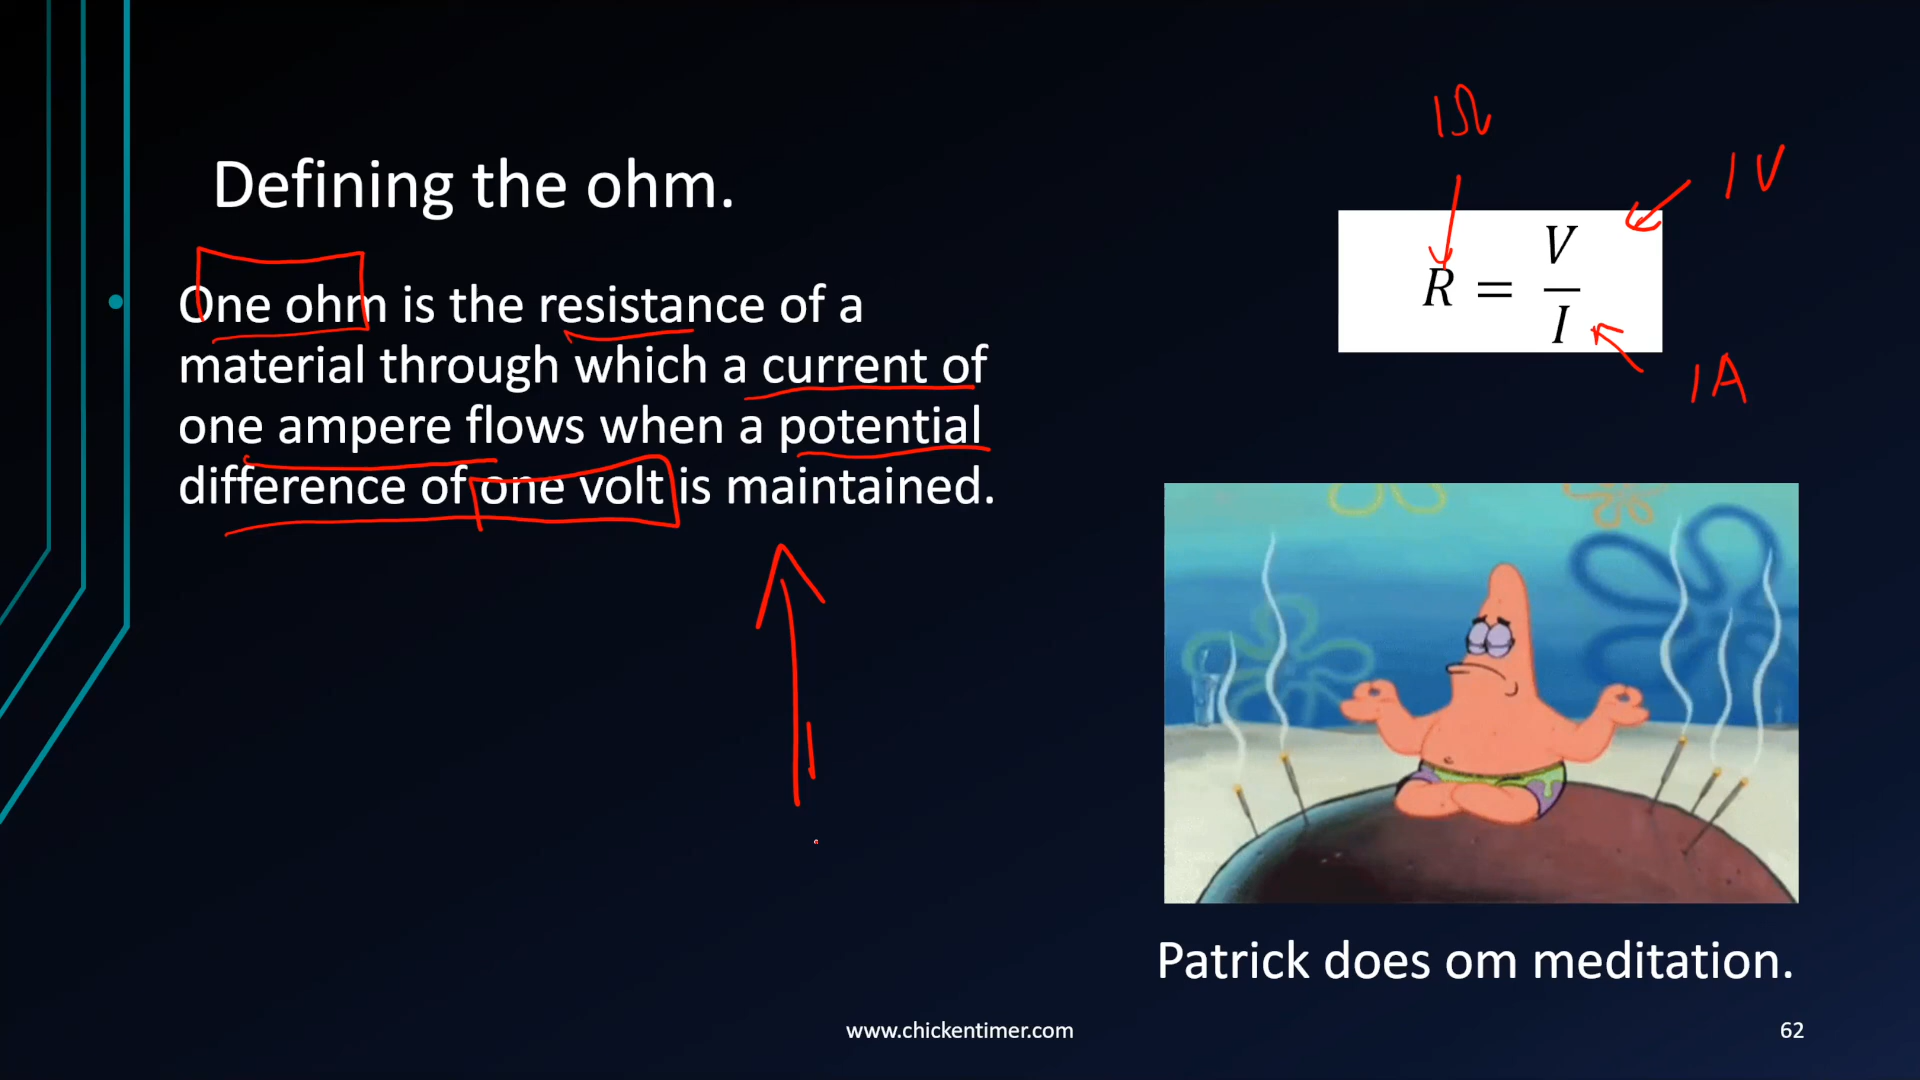 Defining the ohm.
One ohm is the resistance of a
material through which a current of
one ampere flows when a potential
difference of one volt is maintained.
1Ω
1V
R = V
I
1A
Patrick does om meditation.
www.chickentimer.com
62